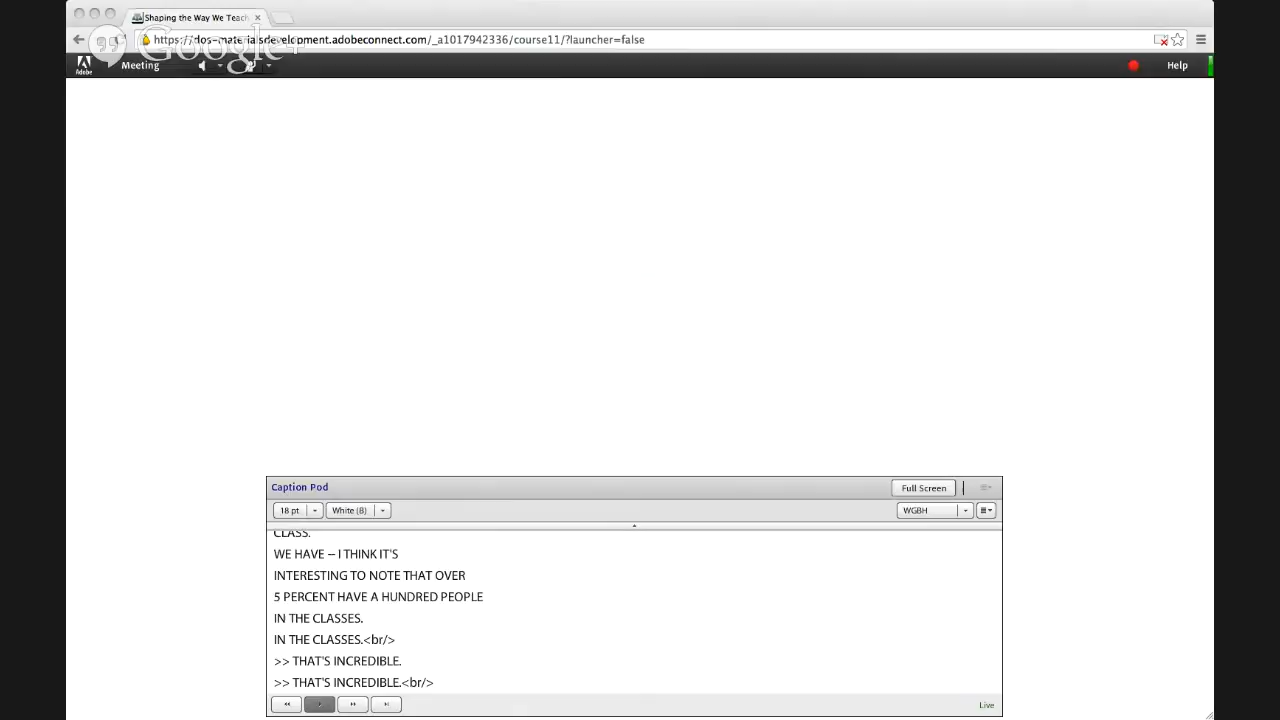 Shaping the Way We Teach
Google+
https://dos-materialsdevelopment.adobeconnect.com/_a1017942336/course11/?launcher=false
Adobe
Meeting
Help
Caption Pod
Full Screen
18 pt
White (B)
WGBH
CLASS.
WE HAVE -- I THINK IT'S
INTERESTING TO NOTE THAT OVER
5 PERCENT HAVE A HUNDRED PEOPLE
IN THE CLASSES.
IN THE CLASSES.<br/>
>> THAT'S INCREDIBLE.
>> THAT'S INCREDIBLE.<br/>
Live